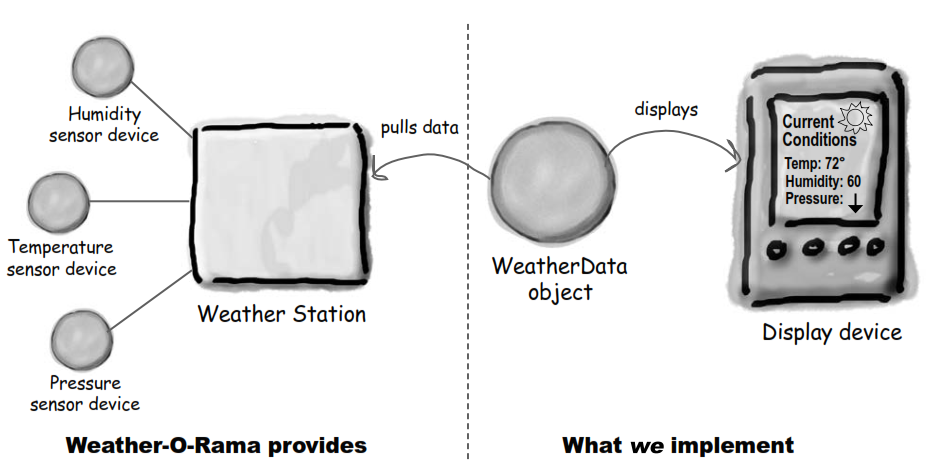 Humidity
sensor device
Temperature
sensor device
Pressure
sensor device
Weather Station
pulls data
WeatherData
object
displays
Current
Conditions
Temp: 72°
Humidity: 60
Pressure:
Display device
Weather-O-Rama provides
What we implement